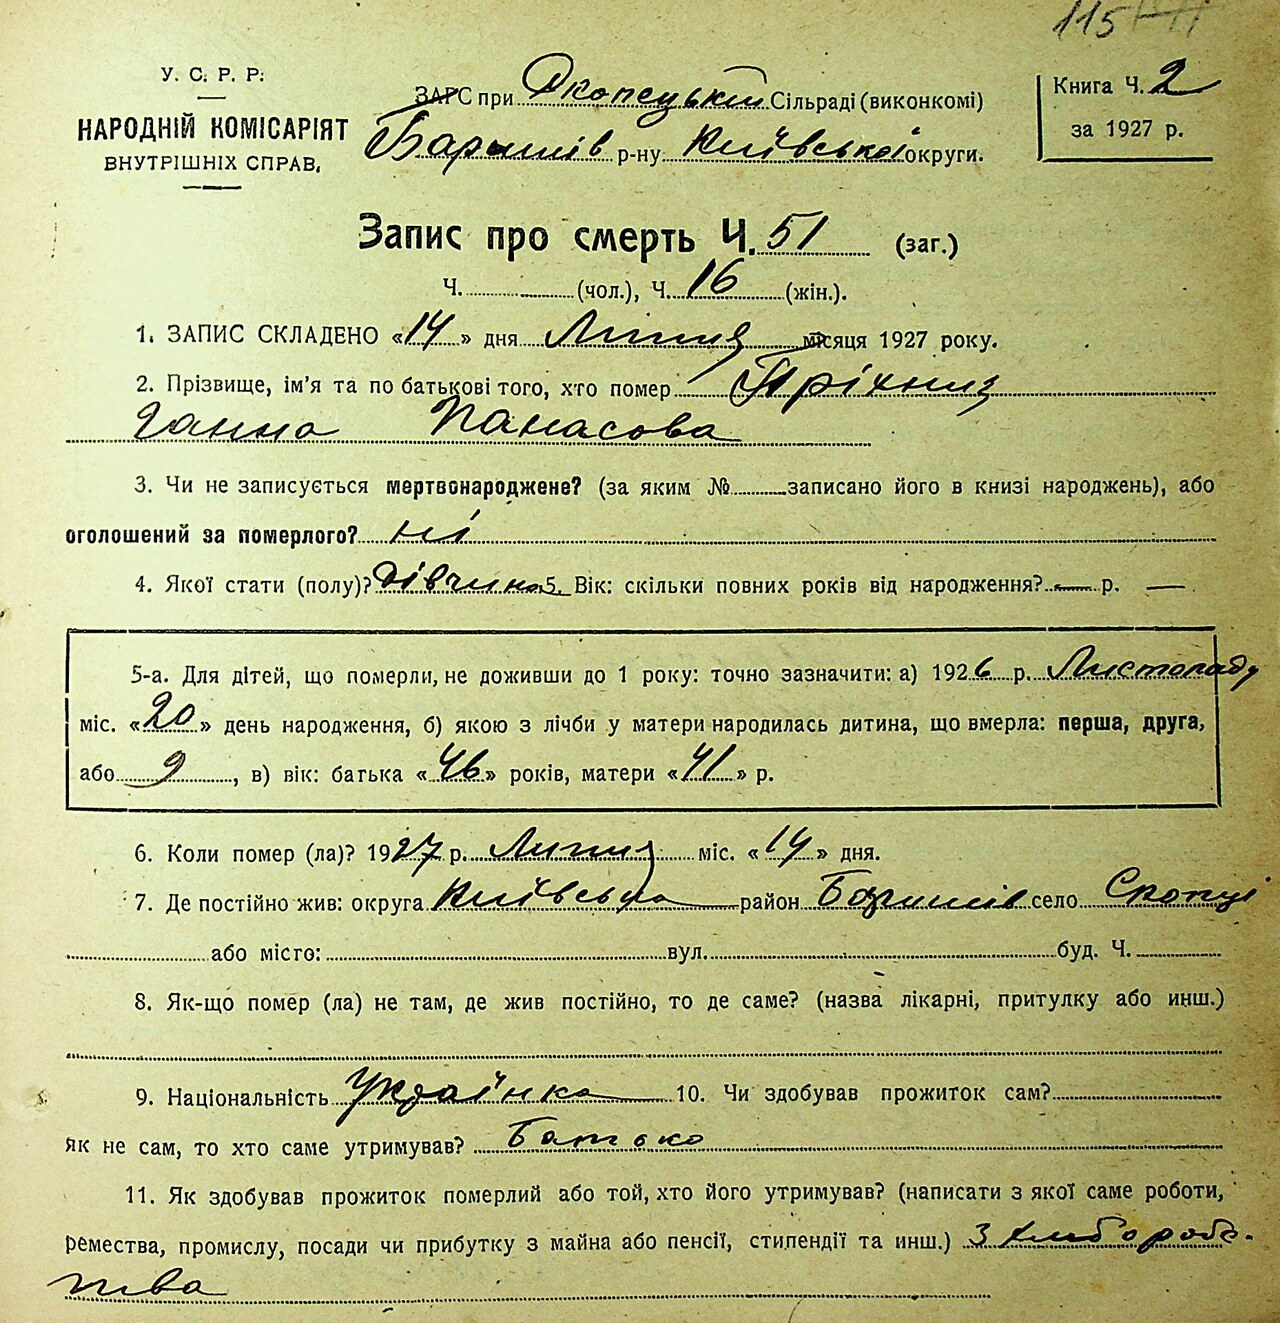 115
У. С. Р. Р.
НАРОДНІЙ КОМІСАРІЯТ
ВНУТРІШНІХ СПРАВ.
ЗАРС при Скопецькій Сільраді (виконкомі)
Баришів р-ну Київської округи.
Книга Ч. 2
за 1927 р.
Запис про смерть Ч. 51 (заг.)
Ч. (чол.), Ч. 16 (жін.).
1. ЗАПИС СКЛАДЕНО «14» дня Липня місяця 1927 року.
2. Прізвище, ім'я та по батькові того, хто помер
Ганна Панасова
3. Чи не записується мертвонароджене? (за яким № записано його в книзі народжень), або
оголошений за померлого? ні
4. Якої стати (полу)? дівчина 5. Вік: скільки повних років від народження? — р. —
5-а. Для дітей, що померли, не доживши до 1 року: точно зазначити: а) 1926 р. Листопаду
міс. «20» день народження, б) якою з лічби у матери народилась дитина, що вмерла: перша, друга,
або 9, в) вік: батька «46» років, матери «41» р.
6. Коли помер (ла)? 1927 р. Липня міс. «14» дня.
7. Де постійно жив: округа Київська район Баришів село Скопці
або місто: вул. буд. Ч.
8. Як-що помер (ла) не там, де жив постійно, то де саме? (назва лікарні, притулку або инш.)
9. Національність Українка 10. Чи здобував прожиток сам?
Як не сам, то хто саме утримував? Батько
11. Як здобував прожиток померлий або той, хто його утримував? (написати з якої саме роботи,
ремества, промислу, посади чи прибутку з майна або пенсії, стипендії та инш.) З хлибороб-
тва